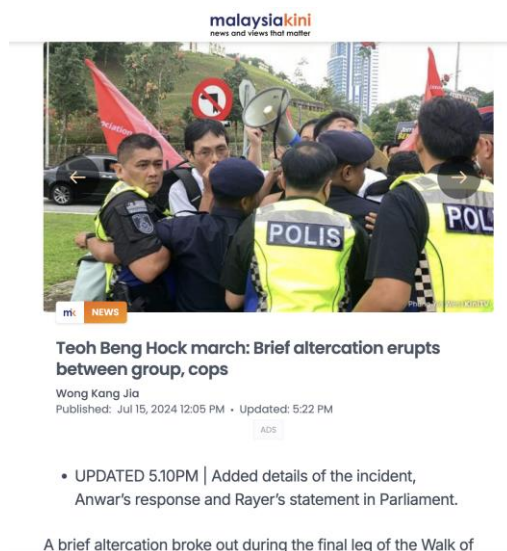 malaysiakini
news and views that matter
ociation
POLIS
POL
mk NEWS
Teoh Beng Hock march: Brief altercation erupts
between group, cops
Wong Kang Jia
Published: Jul 15, 2024 12:05 PM • Updated: 5:22 PM
ADS
• UPDATED 5.10PM | Added details of the incident,
Anwar's response and Rayer's statement in Parliament.
A brief altercation broke out during the final leg of the Walk of